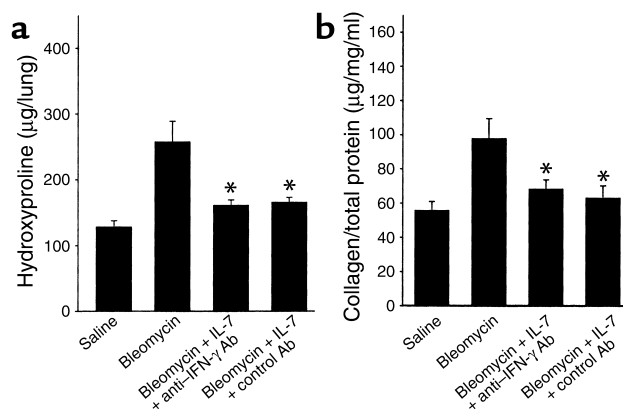 a
Hydroxyproline (μg/lung)
400
300
200
100
0
*
*
Saline
Bleomycin
Bleomycin + IL-7
+ anti–IFN-γ Ab
Bleomycin + IL-7
+ control Ab
b
Collagen/total protein (μg/mg/ml)
160
140
120
100
80
60
40
20
0
*
*
Saline
Bleomycin
Bleomycin + IL-7
+ anti–IFN-γ Ab
Bleomycin + IL-7
+ control Ab